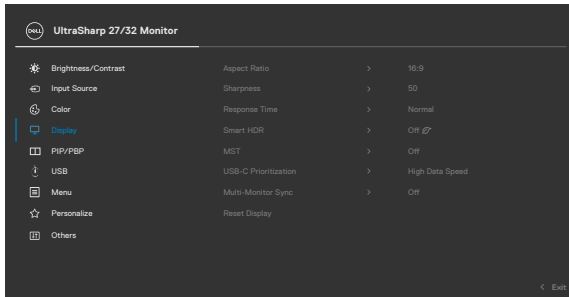 DELL UltraSharp 27/32 Monitor
Brightness/Contrast Aspect Ratio > 16:9
Input Source Sharpness > 50
Color Response Time > Normal
Display Smart HDR > Off
PIP/PBP MST > Off
USB USB-C Prioritization > High Data Speed
Menu Multi-Monitor Sync > Off
Personalize Reset Display
Others
< Exit